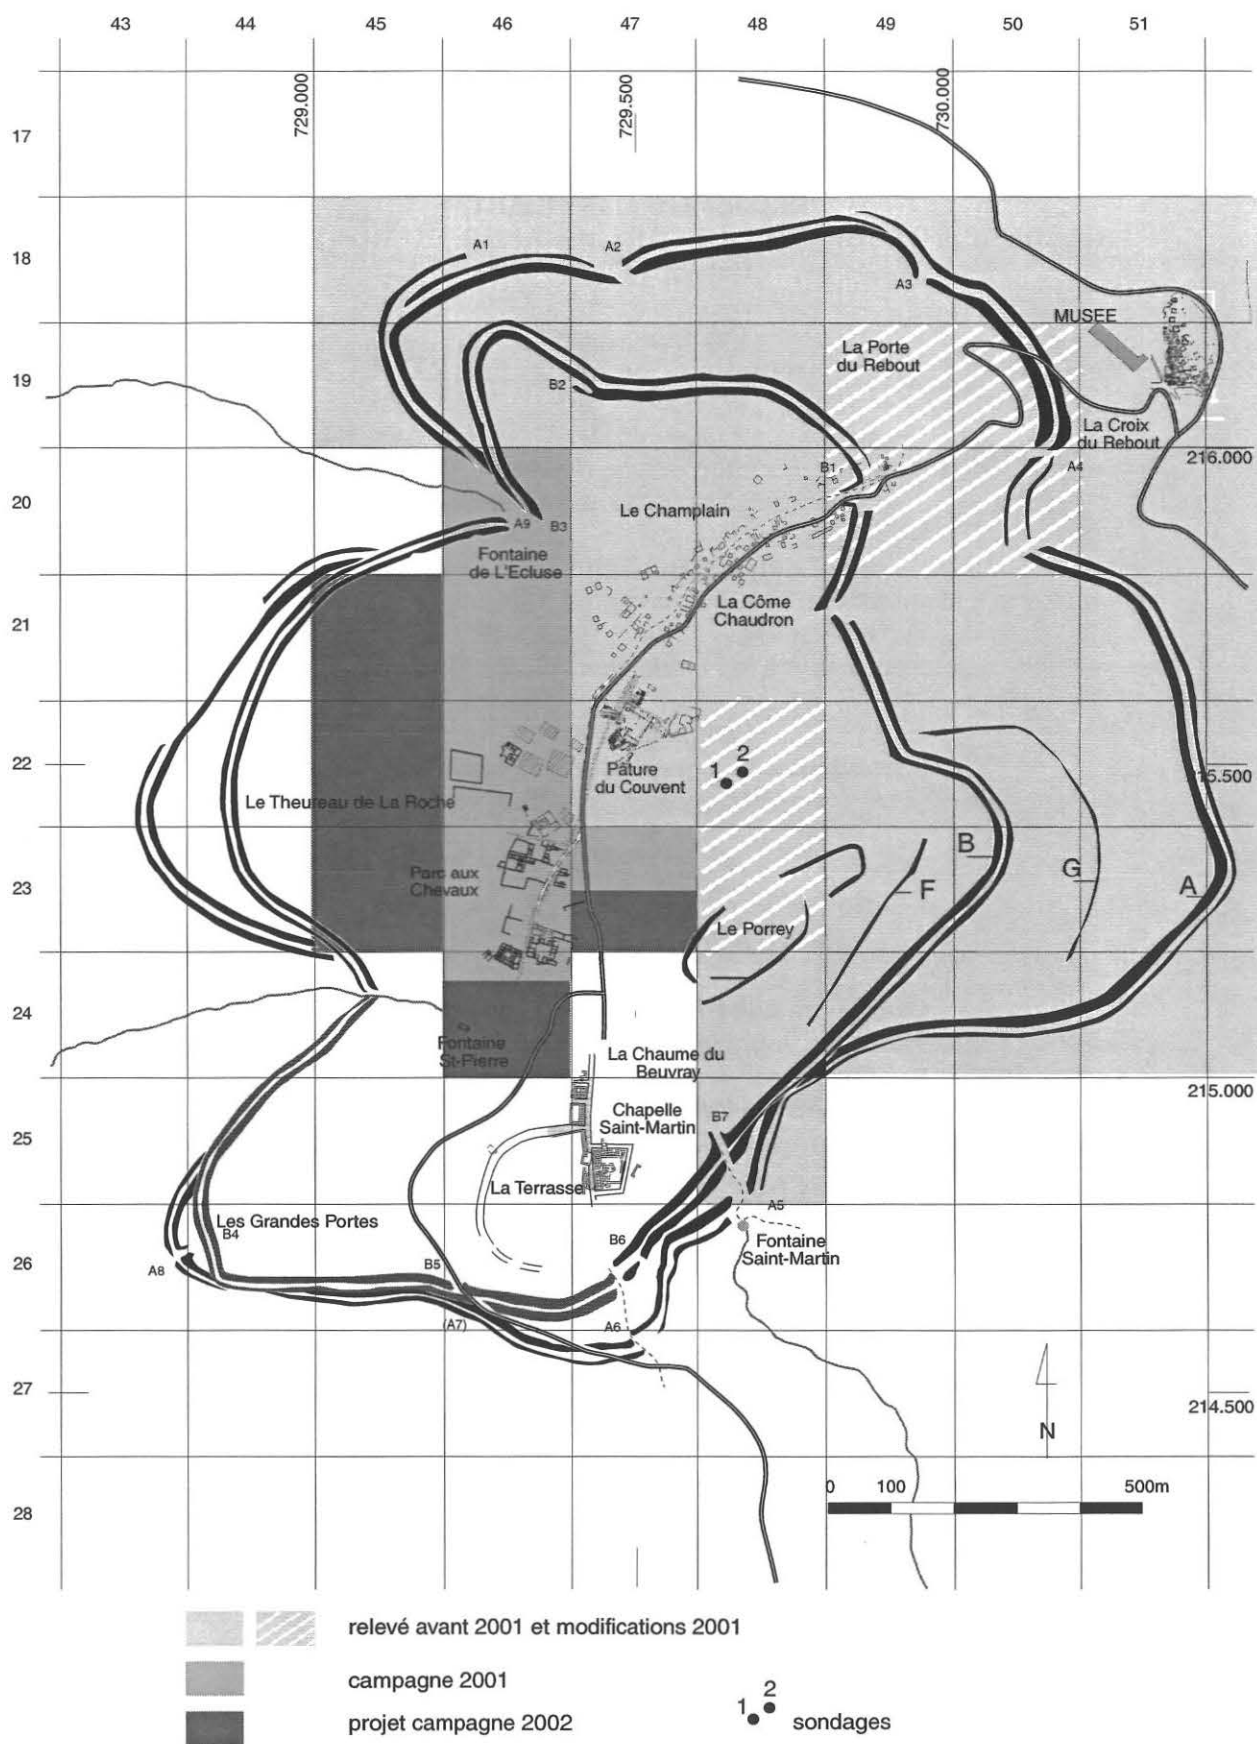 43 44 45 46 47 48 49 50 51
729.000
729.500
730.000
17
18
A1
A2
A3
MUSEE
La Porte
du Rebout
19
B2
La Croix
du Rebout
216.000
B1
A4
20
Le Champlain
A9
B3
Fontaine
de L'Ecluse
La Côme
Chaudron
21
2
1
22
Pâture
du Couvent
215.500
Le Theureau de La Roche
B
G
A
F
23
Parc aux
Chevaux
Le Porrey
24
Fontaine
St-Pierre
La Chaume du
Beuvray
215.000
Chapelle
Saint-Martin
B7
25
La Terrasse
A5
Les Grandes Portes
B4
B6
Fontaine
Saint-Martin
26
A8
B5
(A7)
A6
27
214.500
N
0 100 500m
28
relevé avant 2001 et modifications 2001
campagne 2001
projet campagne 2002
1 2
sondages